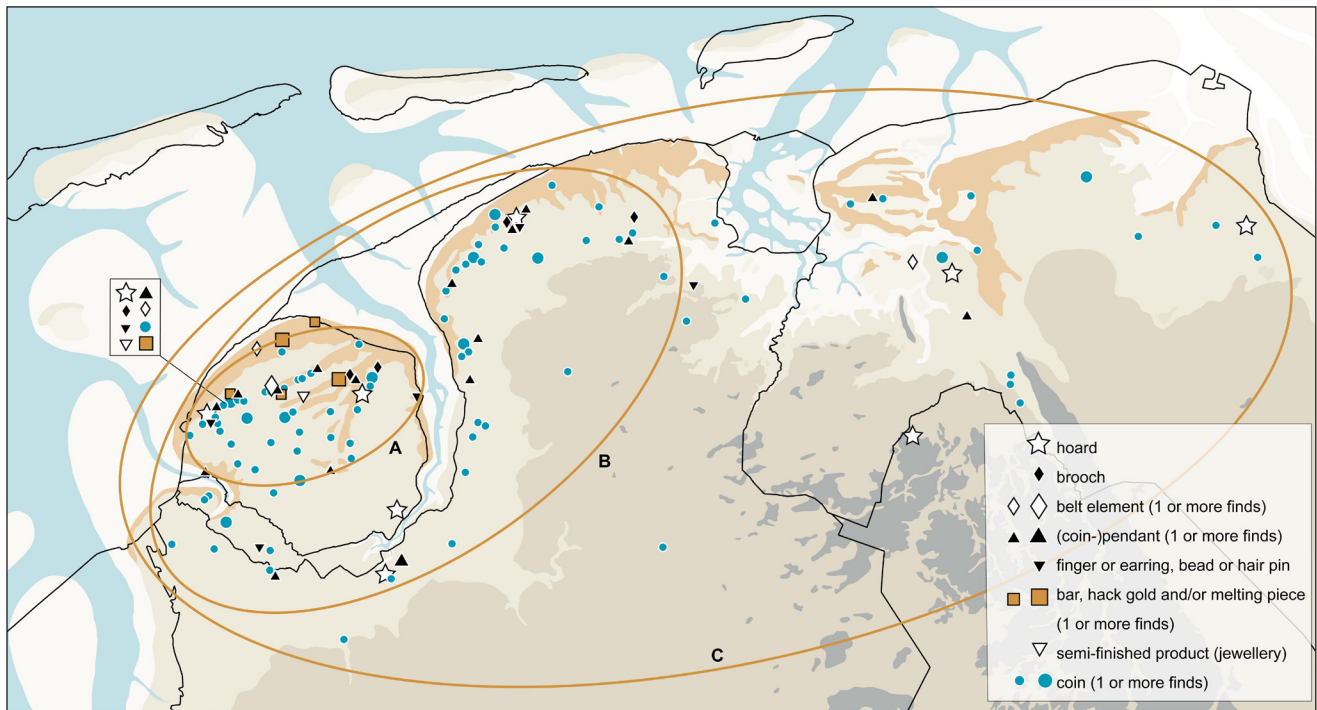 A
B
C
hoard
brooch
belt element (1 or more finds)
(coin-)pendant (1 or more finds)
finger or earring, bead or hair pin
bar, hack gold and/or melting piece
(1 or more finds)
semi-finished product (jewellery)
coin (1 or more finds)